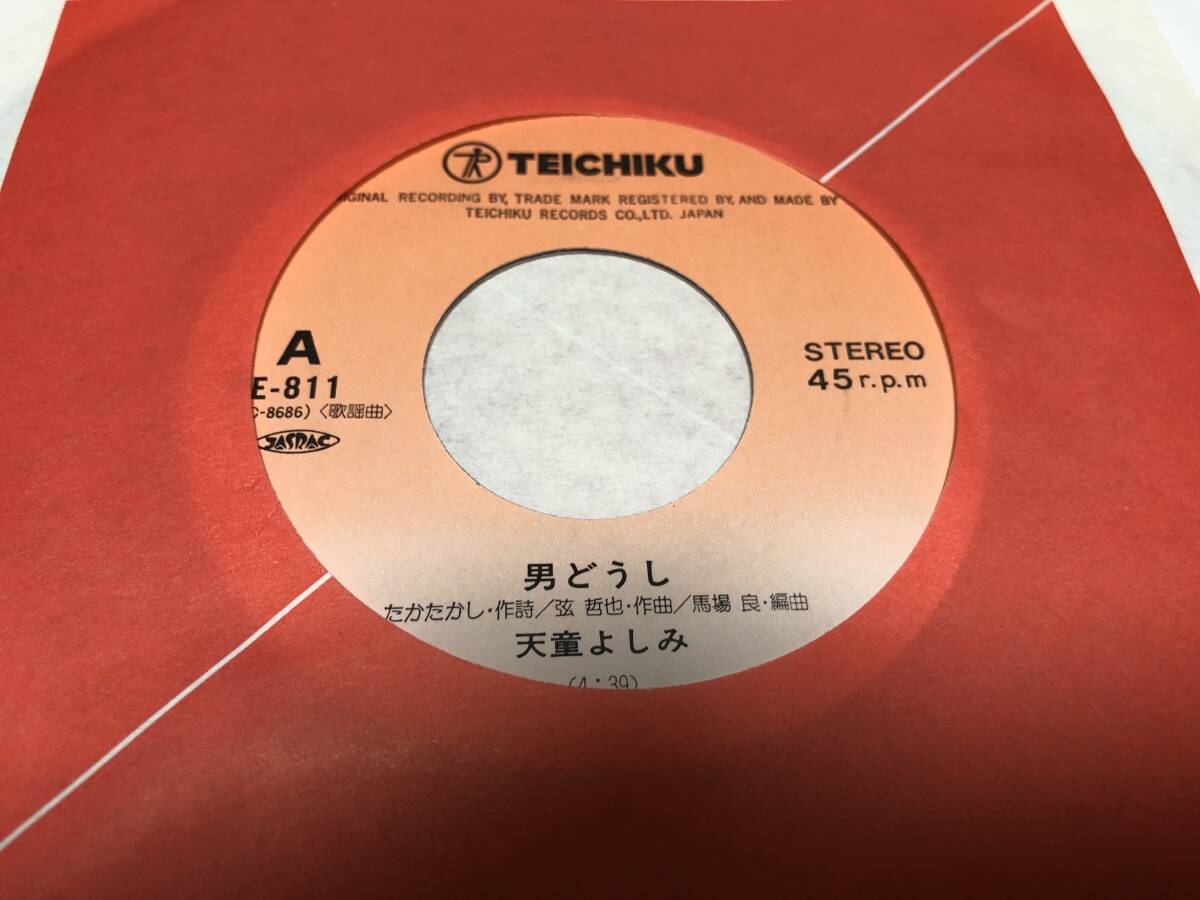 TEICHIKU
RIGINAL RECORDING BY, TRADE MARK REGISTERED BY, AND MADE BY
TEICHIKU RECORDS CO.,LTD. JAPAN
A
E-811
C-8686)〈歌謡曲〉
JASRAC
STEREO
45 r.p.m
男どうし
たかたかし・作詩/弦 哲也・作曲/馬場 良・編曲
天童よしみ
(4:39)